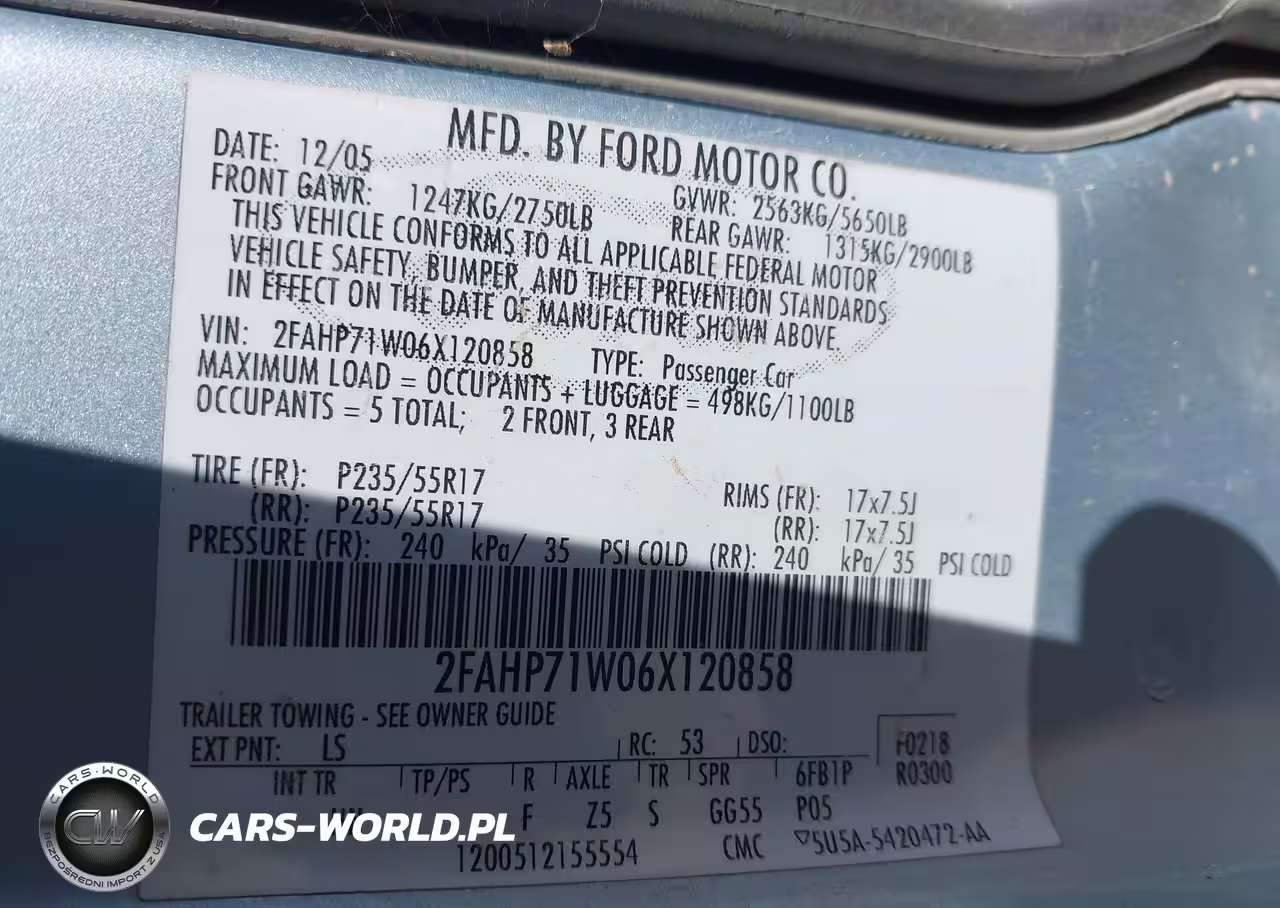 MFD. BY FORD MOTOR CO.
DATE: 12/05 GVWR: 2563KG/5650LB
FRONT GAWR: 1247KG/2750LB REAR GAWR: 1315KG/2900LB
THIS VEHICLE CONFORMS TO ALL APPLICABLE FEDERAL MOTOR
VEHICLE SAFETY, BUMPER, AND THEFT PREVENTION STANDARDS
IN EFFECT ON THE DATE OF MANUFACTURE SHOWN ABOVE.
VIN: 2FAHP71W06X120858 TYPE: Passenger Car
MAXIMUM LOAD = OCCUPANTS + LUGGAGE = 498KG/1100LB
OCCUPANTS = 5 TOTAL; 2 FRONT, 3 REAR
TIRE (FR): P235/55R17 RIMS (FR): 17x7.5J
(RR): P235/55R17 (RR): 17x7.5J
PRESSURE (FR): 240 kPa/ 35 PSI COLD (RR): 240 kPa/ 35 PSI COLD
2FAHP71W06X120858
TRAILER TOWING - SEE OWNER GUIDE
EXT PNT: LS RC: 53 DSO: F0218
INT TR TP/PS R AXLE TR SPR 6FB1P R0300
F Z5 S GG55 P05
1200512155554 CMC 5U5A-5420472-AA
CARS-WORLD
CW
BEZPOŚREDNI IMPORT Z USA
CARS-WORLD.PL